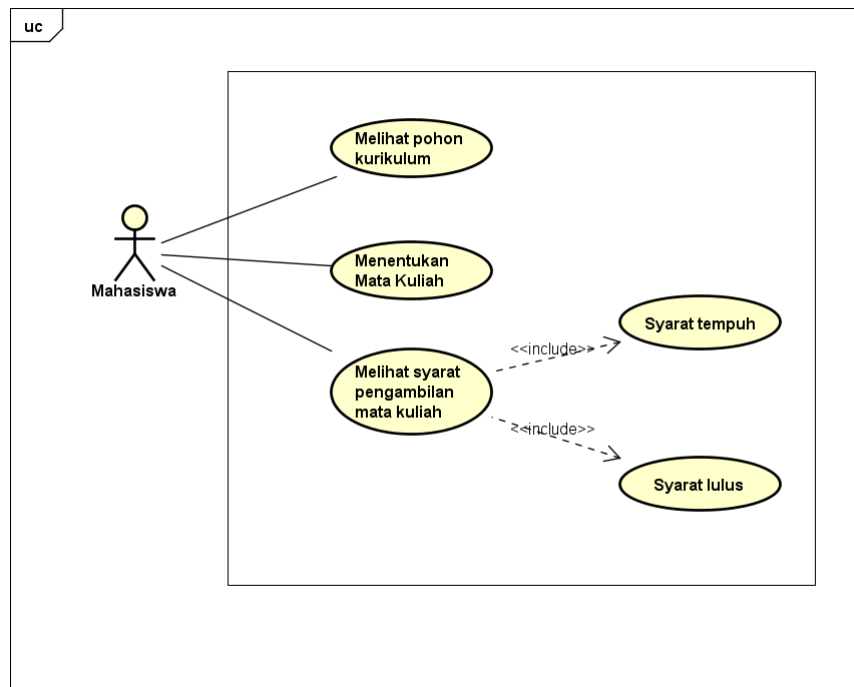 uc
Melihat pohon
kurikulum
Menentukan
Mata Kuliah
Mahasiswa
Syarat tempuh
<<include>>
Melihat syarat
pengambilan
mata kuliah
<<include>>
Syarat lulus